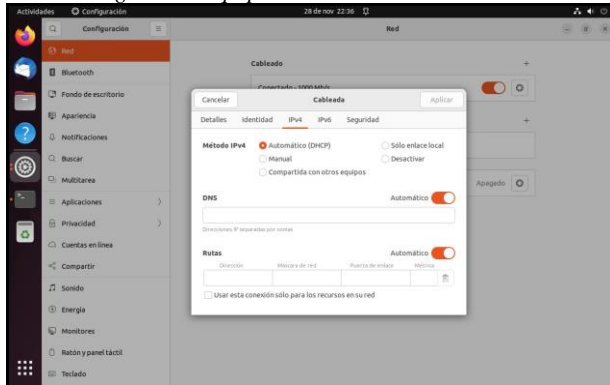 Actividades Configuración 28 de nov 22:36
Configuración Red
Red
Bluetooth
Fondo de escritorio
Apariencia
Notificaciones
Buscar
Multitarea
Aplicaciones
Privacidad
Cuentas en línea
Compartir
Sonido
Energía
Monitores
Ratón y panel táctil
Teclado
Cableado
Conectado - 1000 Mb/s
Apagado
Cancelar Cableada Aplicar
Detalles Identidad IPv4 IPv6 Seguridad
Método IPv4 Automático (DHCP) Sólo enlace local
Manual Desactivar
Compartida con otros equipos
DNS Automático
Direcciones IP separadas por comas
Rutas Automático
Dirección Máscara de red Puerta de enlace Métrica
Usar esta conexión sólo para los recursos en su red